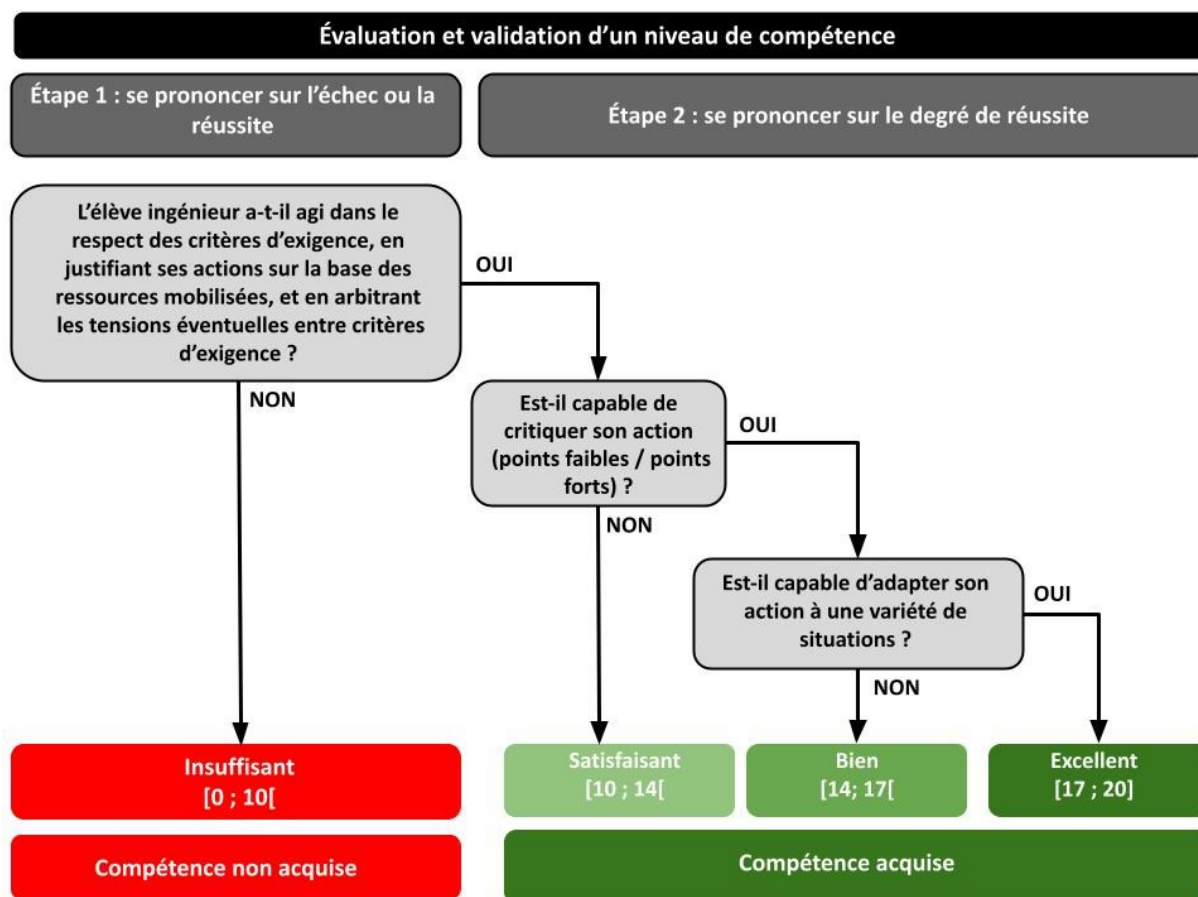 Évaluation et validation d’un niveau de compétence
Étape 1 : se prononcer sur l’échec ou la
réussite
Étape 2 : se prononcer sur le degré de réussite
L’élève ingénieur a-t-il agi dans le
respect des critères d’exigence, en
justifiant ses actions sur la base des
ressources mobilisées, et en arbitrant
les tensions éventuelles entre critères
d’exigence ?
OUI
NON
Est-il capable de
critiquer son action
(points faibles / points
forts) ?
OUI
NON
Est-il capable d’adapter son
action à une variété de
situations ?
OUI
NON
Insuffisant
[0 ; 10[
Satisfaisant
[10 ; 14[
Bien
[14; 17[
Excellent
[17 ; 20]
Compétence non acquise
Compétence acquise